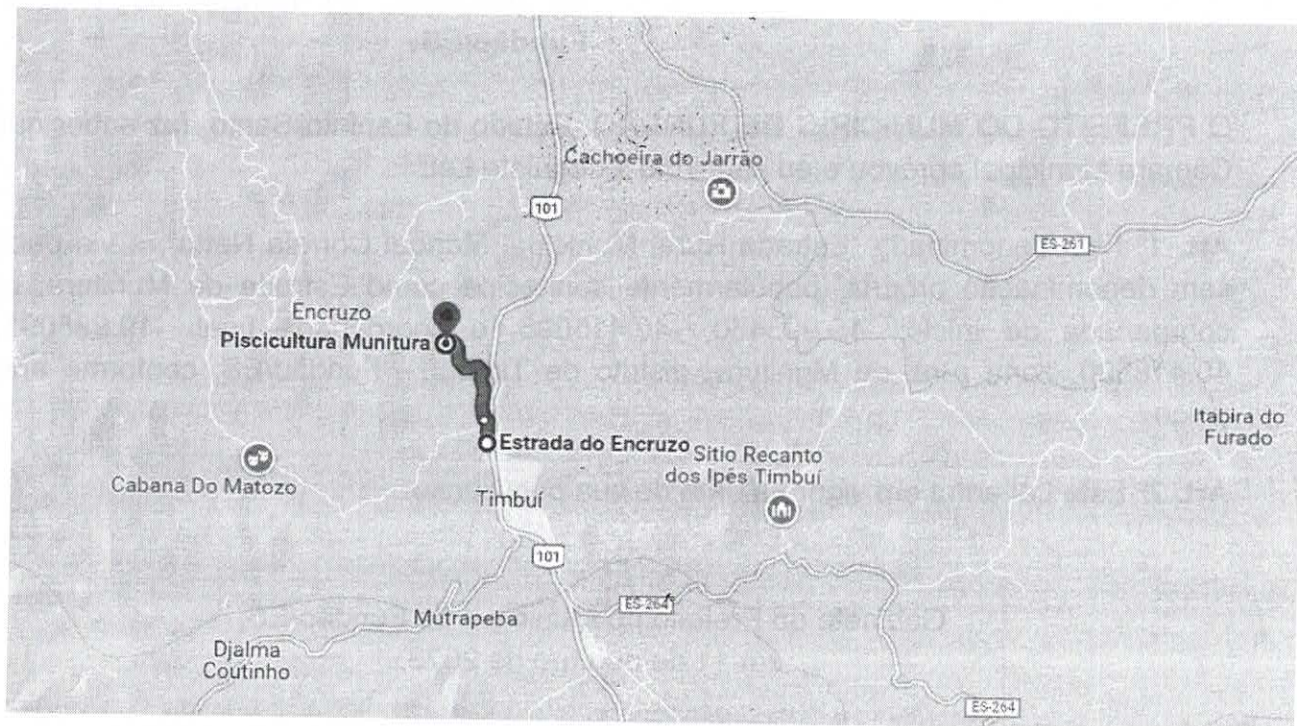 101
Cachoeira do Jarrão
ES-261
Encruzo
Piscicultura Munitura
Estrada do Encruzo
Itabira do
Furado
Cabana Do Matozo
Sítio Recanto
dos Ipês Timbuí
Timbuí
101
ES-264
Mutrapeba
Djalma
Coutinho
ES-264